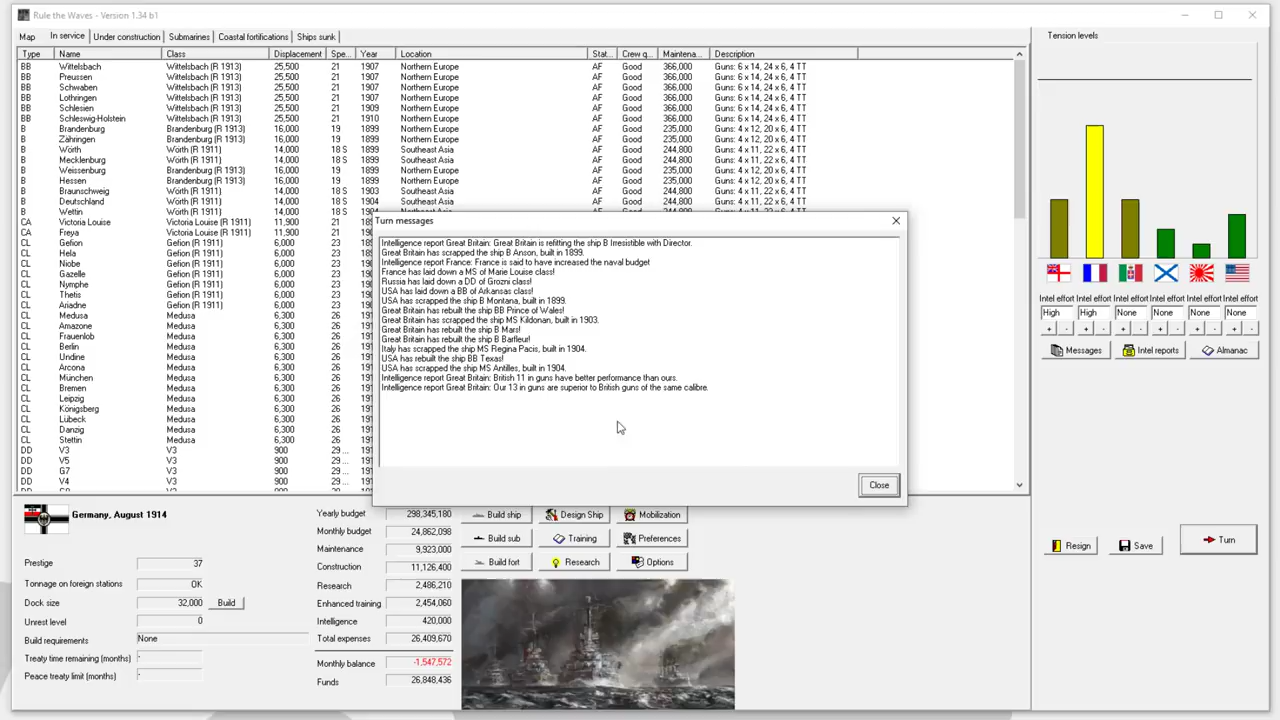 Rule the Waves - Version 1.34 b1
Map In service Under construction Submarines Coastal fortifications Ships sunk
Type Name Class Displacement Spe... Year Location Stat... Crew q... Maintena... Description
BB Wittelsbach Wittelsbach (R 1913) 25,500 21 1907 Northern Europe AF Good 366,000 Guns: 6 x 14, 24 x 6, 4 TT
BB Preussen Wittelsbach (R 1913) 25,500 21 1907 Northern Europe AF Good 366,000 Guns: 6 x 14, 24 x 6, 4 TT
BB Schwaben Wittelsbach (R 1913) 25,500 21 1907 Northern Europe AF Good 366,000 Guns: 6 x 14, 24 x 6, 4 TT
BB Lothringen Wittelsbach (R 1913) 25,500 21 1907 Northern Europe AF Good 366,000 Guns: 6 x 14, 24 x 6, 4 TT
BB Schlesien Wittelsbach (R 1913) 25,500 21 1909 Northern Europe AF Good 366,000 Guns: 6 x 14, 24 x 6, 4 TT
BB Schleswig-Holstein Wittelsbach (R 1913) 25,500 21 1910 Northern Europe AF Good 366,000 Guns: 6 x 14, 24 x 6, 4 TT
B Brandenburg Brandenburg (R 1913) 16,000 19 1899 Northern Europe AF Good 235,000 Guns: 4 x 12, 20 x 6, 4 TT
B Zähringen Brandenburg (R 1913) 16,000 19 1899 Northern Europe AF Good 235,000 Guns: 4 x 12, 20 x 6, 4 TT
B Wörth Wörth (R 1911) 14,000 18 S 1899 Southeast Asia AF Good 244,800 Guns: 4 x 11, 22 x 6, 4 TT
B Mecklenburg Wörth (R 1911) 14,000 18 S 1899 Southeast Asia AF Good 244,800 Guns: 4 x 11, 22 x 6, 4 TT
B Weissenburg Brandenburg (R 1913) 16,000 19 1899 Northern Europe AF Good 235,000 Guns: 4 x 12, 20 x 6, 4 TT
B Hessen Brandenburg (R 1913) 16,000 19 1899 Northern Europe AF Good 235,000 Guns: 4 x 12, 20 x 6, 4 TT
B Braunschweig Wörth (R 1911) 14,000 18 S 1903 Southeast Asia AF Good 244,800 Guns: 4 x 11, 22 x 6, 4 TT
B Deutschland Wörth (R 1911) 14,000 18 S 1904 Southeast Asia AF Good 244,800 Guns: 4 x 11, 22 x 6, 4 TT
B Wettin Wörth (R 1911) 14,000 18 S
CA Victoria Louise Victoria Louise (R 1911) 11,900 21
CA Freya Victoria Louise (R 1911) 11,900 21
CL Gefion Gefion (R 1911) 6,000 23
CL Hela Gefion (R 1911) 6,000 23
CL Niobe Gefion (R 1911) 6,000 23
CL Gazelle Gefion (R 1911) 6,000 23
CL Nymphe Gefion (R 1911) 6,000 23
CL Thetis Gefion (R 1911) 6,000 23
CL Ariadne Gefion (R 1911) 6,000 23
CL Medusa Medusa 6,300 26
CL Amazone Medusa 6,300 26
CL Frauenlob Medusa 6,300 26
CL Berlin Medusa 6,300 26
CL Undine Medusa 6,300 26
CL Arcona Medusa 6,300 26
CL München Medusa 6,300 26
CL Bremen Medusa 6,300 26
CL Leipzig Medusa 6,300 26
CL Königsberg Medusa 6,300 26
CL Lübeck Medusa 6,300 26
CL Danzig Medusa 6,300 26
CL Stettin Medusa 6,300 26
DD V3 V3 900 29 ...
DD V5 V3 900 29 ...
DD G7 V3 900 29 ...
DD V4 V3 900 29 ...
Turn messages
Intelligence report Great Britain: Great Britain is refitting the ship B Irresistible with Director.
Great Britain has scrapped the ship B Anson, built in 1899.
Intelligence report France: France is said to have increased the naval budget!
France has laid down a MS of Marie Louise class!
Russia has laid down a DD of Grozni class!
USA has laid down a BB of Arkansas class!
USA has scrapped the ship B Montana, built in 1899.
Great Britain has rebuilt the ship BB Prince of Wales!
Great Britain has scrapped the ship MS Kildonan, built in 1903.
Great Britain has rebuilt the ship B Mars!
Great Britain has rebuilt the ship B Barfleur!
Italy has scrapped the ship MS Regina Pacis, built in 1904.
USA has rebuilt the ship BB Texas!
USA has scrapped the ship MS Antilles, built in 1904.
Intelligence report Great Britain: British 11 in guns have better performance than ours.
Intelligence report Great Britain: Our 13 in guns are superior to British guns of the same calibre.
Close
Tension levels
Intel effort Intel effort Intel effort Intel effort Intel effort Intel effort
High High None None None None
+ - + - + - + - + - + -
Messages Intel reports Almanac
Resign Save Turn
Germany, August 1914
Prestige 37
Tonnage on foreign stations OK
Dock size 32,000 Build
Unrest level 0
Build requirements None
Treaty time remaining (months) -
Peace treaty limit (months) -
Yearly budget 298,345,180
Monthly budget 24,862,098
Maintenance 9,923,000
Construction 11,126,400
Research 2,486,210
Enhanced training 2,454,060
Intelligence 420,000
Total expenses 26,409,670
Monthly balance -1,547,572
Funds 26,848,436
Build ship Design Ship Mobilization
Build sub Training Preferences
Build fort Research Options